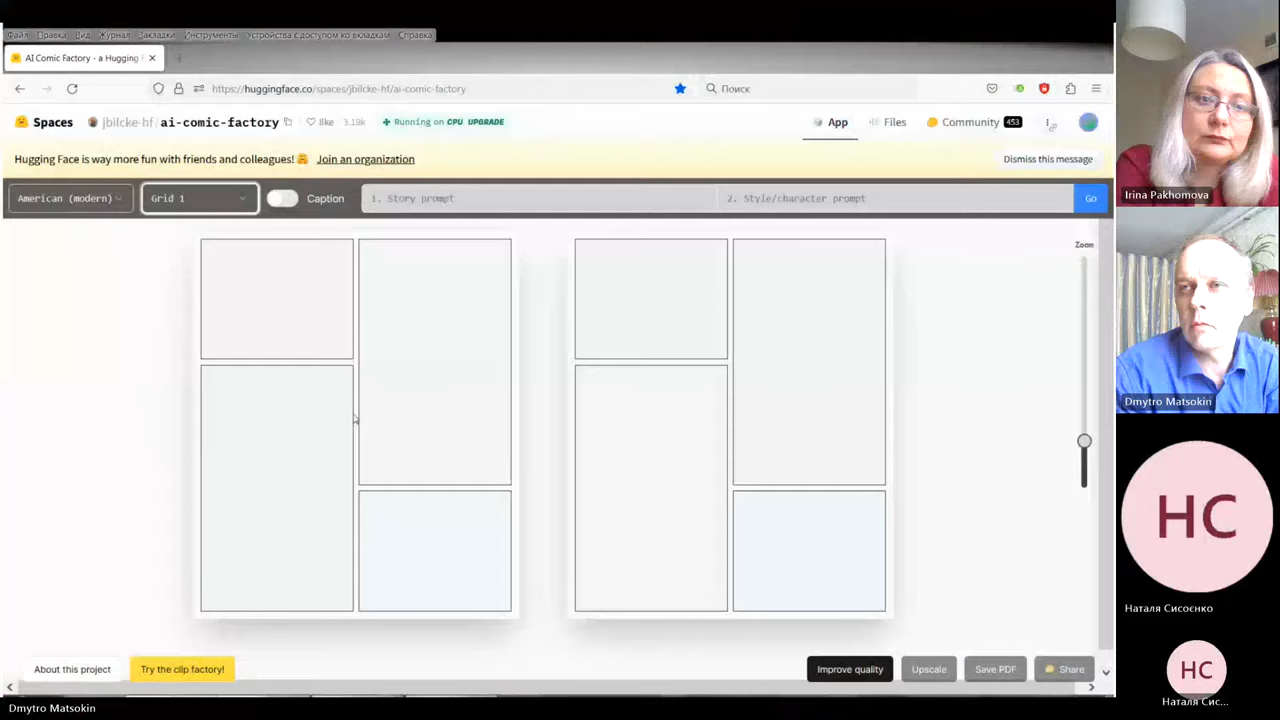 Файл Правка Вид Журнал Закладки Инструменты Устройства с доступом ко вкладкам Справка
AI Comic Factory - a Hugging
https://huggingface.co/spaces/jbilcke-hf/ai-comic-factory
Поиск
Spaces jbilcke-hf/ai-comic-factory like 3.19k Running on CPU UPGRADE App Files Community 453
Hugging Face is way more fun with friends and colleagues! Join an organization Dismiss this message
American (modern) Grid 1 Caption 1. Story prompt 2. Style/character prompt Go
Zoom
About this project Try the clip factory! Improve quality Upscale Save PDF Share
Dmytro Matsokin
Irina Pakhomova
Dmytro Matsokin
НС
Наталя Сисоєнко
НС
Наталя Сис...